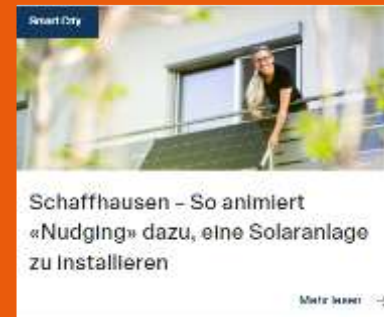 Smart City
Schaffhausen – So animiert
«Nudging» dazu, eine Solaranlage
zu installieren
Mehr lesen →